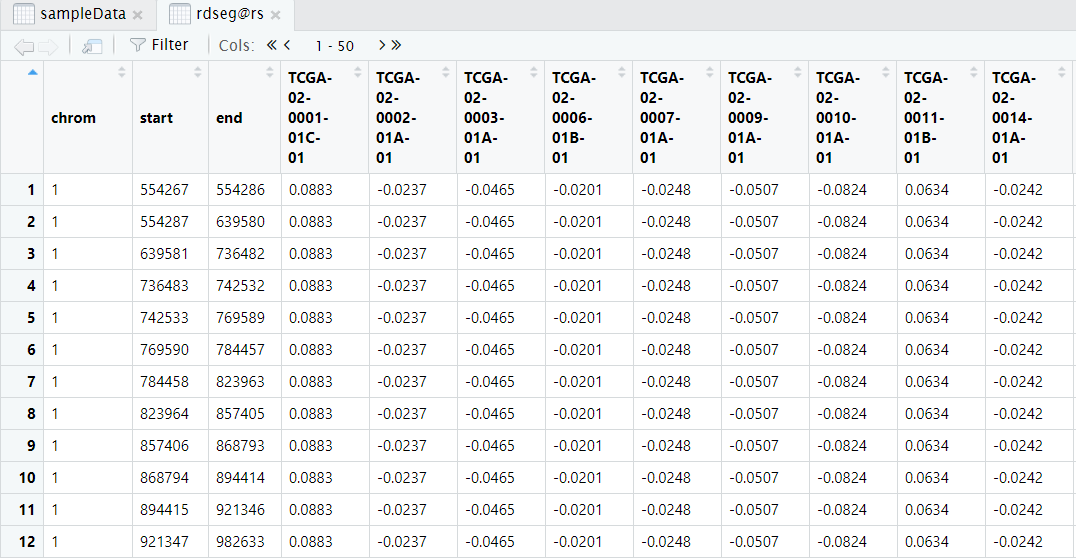 sampleData × rdseg@rs ×
Filter Cols: « < 1 - 50 > »
chrom start end TCGA-02-0001-01C-01 TCGA-02-0002-01A-01 TCGA-02-0003-01A-01 TCGA-02-0006-01B-01 TCGA-02-0007-01A-01 TCGA-02-0009-01A-01 TCGA-02-0010-01A-01 TCGA-02-0011-01B-01 TCGA-02-0014-01A-01
1 1 554267 554286 0.0883 -0.0237 -0.0465 -0.0201 -0.0248 -0.0507 -0.0824 0.0634 -0.0242
2 1 554287 639580 0.0883 -0.0237 -0.0465 -0.0201 -0.0248 -0.0507 -0.0824 0.0634 -0.0242
3 1 639581 736482 0.0883 -0.0237 -0.0465 -0.0201 -0.0248 -0.0507 -0.0824 0.0634 -0.0242
4 1 736483 742532 0.0883 -0.0237 -0.0465 -0.0201 -0.0248 -0.0507 -0.0824 0.0634 -0.0242
5 1 742533 769589 0.0883 -0.0237 -0.0465 -0.0201 -0.0248 -0.0507 -0.0824 0.0634 -0.0242
6 1 769590 784457 0.0883 -0.0237 -0.0465 -0.0201 -0.0248 -0.0507 -0.0824 0.0634 -0.0242
7 1 784458 823963 0.0883 -0.0237 -0.0465 -0.0201 -0.0248 -0.0507 -0.0824 0.0634 -0.0242
8 1 823964 857405 0.0883 -0.0237 -0.0465 -0.0201 -0.0248 -0.0507 -0.0824 0.0634 -0.0242
9 1 857406 868793 0.0883 -0.0237 -0.0465 -0.0201 -0.0248 -0.0507 -0.0824 0.0634 -0.0242
10 1 868794 894414 0.0883 -0.0237 -0.0465 -0.0201 -0.0248 -0.0507 -0.0824 0.0634 -0.0242
11 1 894415 921346 0.0883 -0.0237 -0.0465 -0.0201 -0.0248 -0.0507 -0.0824 0.0634 -0.0242
12 1 921347 982633 0.0883 -0.0237 -0.0465 -0.0201 -0.0248 -0.0507 -0.0824 0.0634 -0.0242